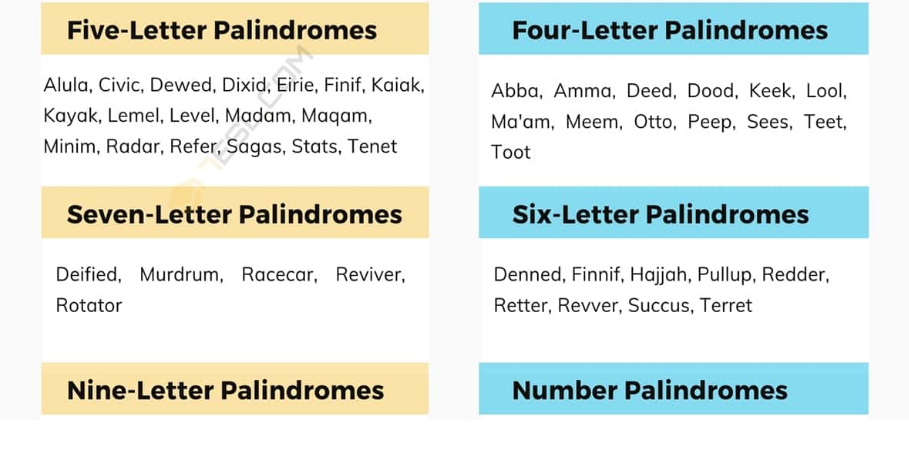 Five-Letter Palindromes
Alula, Civic, Dewed, Dixid, Eirie, Finif, Kaiak,
Kayak, Lemel, Level, Madam, Maqam,
Minim, Radar, Refer, Sagas, Stats, Tenet
Four-Letter Palindromes
Abba, Amma, Deed, Dood, Keek, Lool,
Ma'am, Meem, Otto, Peep, Sees, Teet,
Toot
Seven-Letter Palindromes
Deified, Murdrum, Racecar, Reviver,
Rotator
Six-Letter Palindromes
Denned, Finnif, Hajjah, Pullup, Redder,
Retter, Revver, Succus, Terret
Nine-Letter Palindromes
Number Palindromes
7ESL.COM